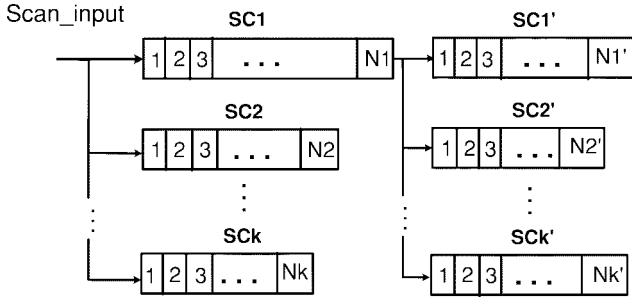 Scan_input
SC1 SC1'
1 2 3 ... N1 1 2 3 ... N1'
SC2 SC2'
1 2 3 ... N2 1 2 3 ... N2'
SCk SCk'
1 2 3 ... Nk 1 2 3 ... Nk'